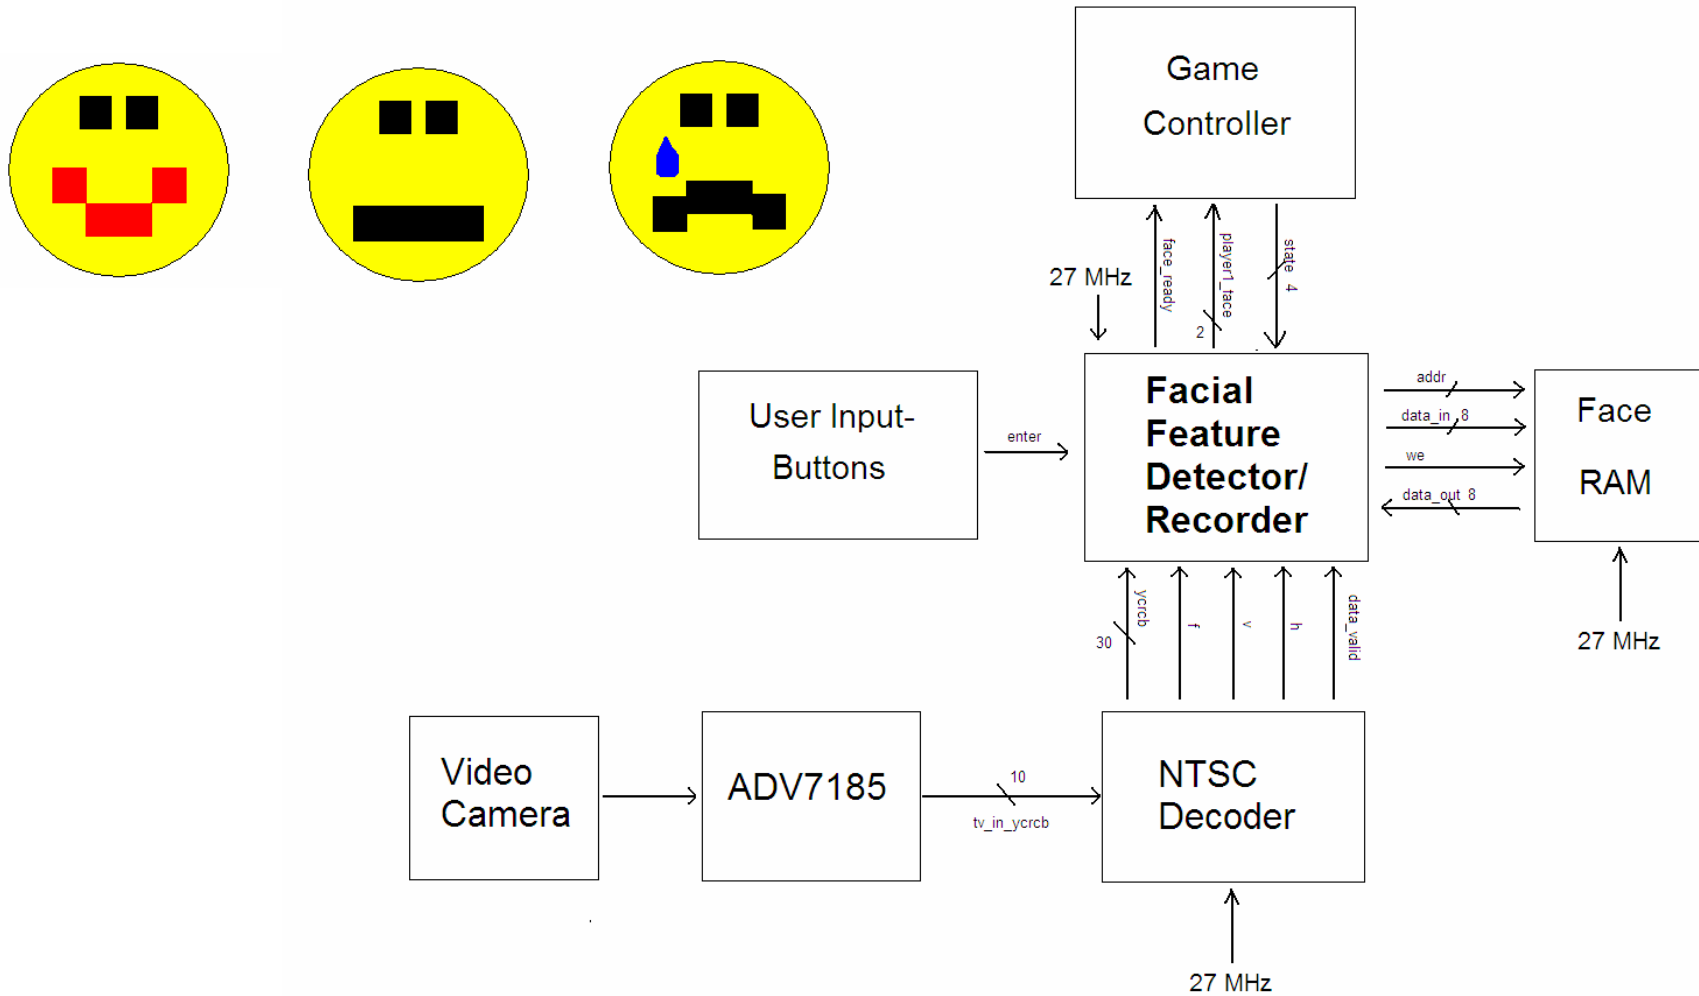 Game
Controller
face_ready
player1_face
2
state 4
27 MHz
User Input-
Buttons
enter
Facial
Feature
Detector/
Recorder
addr
data_in 8
we
data_out 8
Face
RAM
27 MHz
ycrcb
30
f
v
h
data_valid
Video
Camera
ADV7185
10
tv_in_ycrcb
NTSC
Decoder
27 MHz